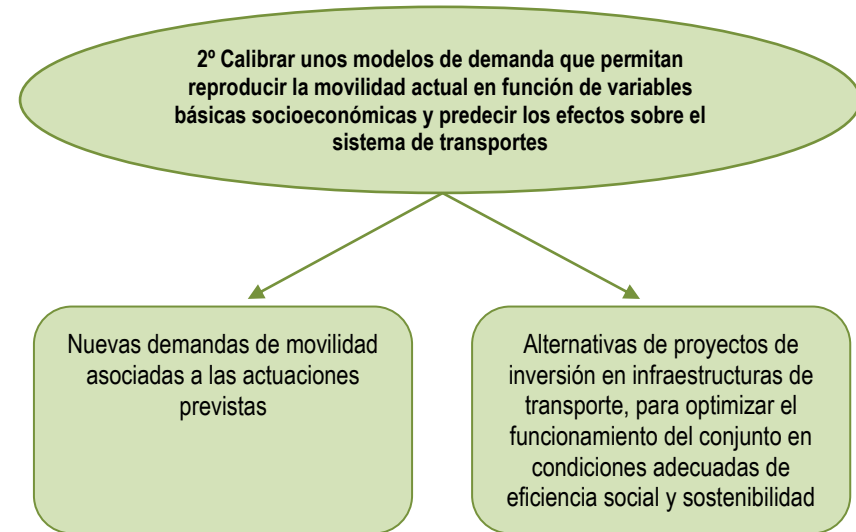 2º Calibrar unos modelos de demanda que permitan
reproducir la movilidad actual en función de variables
básicas socioeconómicas y predecir los efectos sobre el
sistema de transportes
Nuevas demandas de movilidad
asociadas a las actuaciones
previstas
Alternativas de proyectos de
inversión en infraestructuras de
transporte, para optimizar el
funcionamiento del conjunto en
condiciones adecuadas de
eficiencia social y sostenibilidad